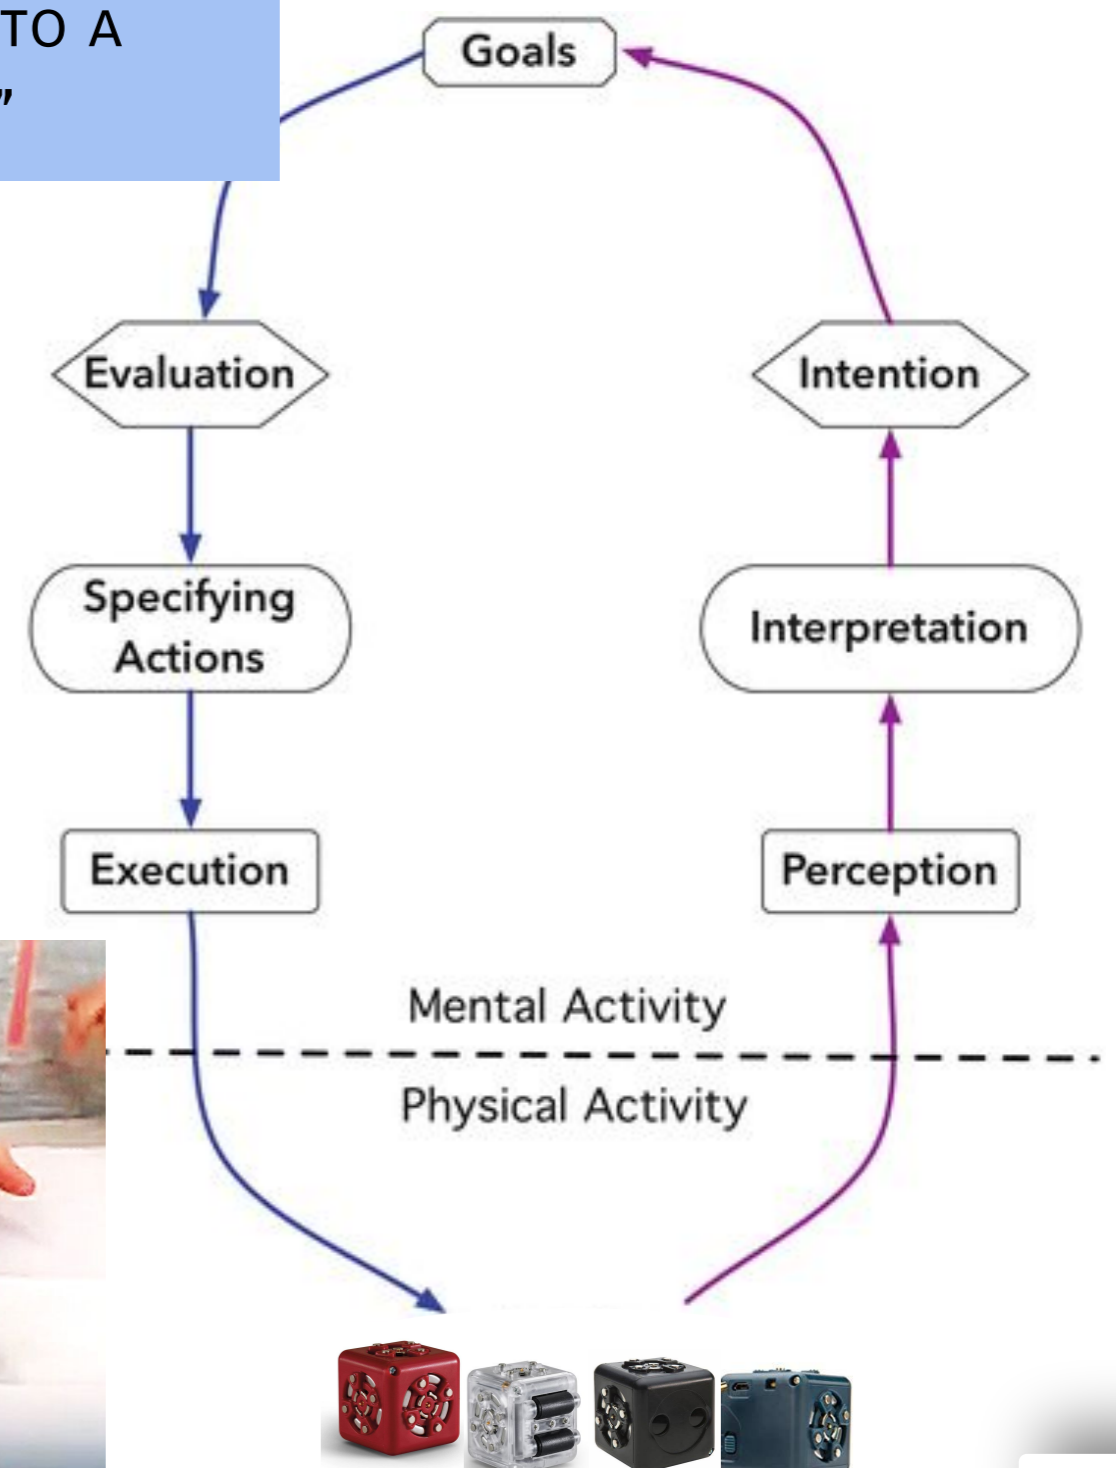 TO A
”
Goals
Evaluation
Intention
Specifying
Actions
Interpretation
Execution
Perception
Mental Activity
Physical Activity